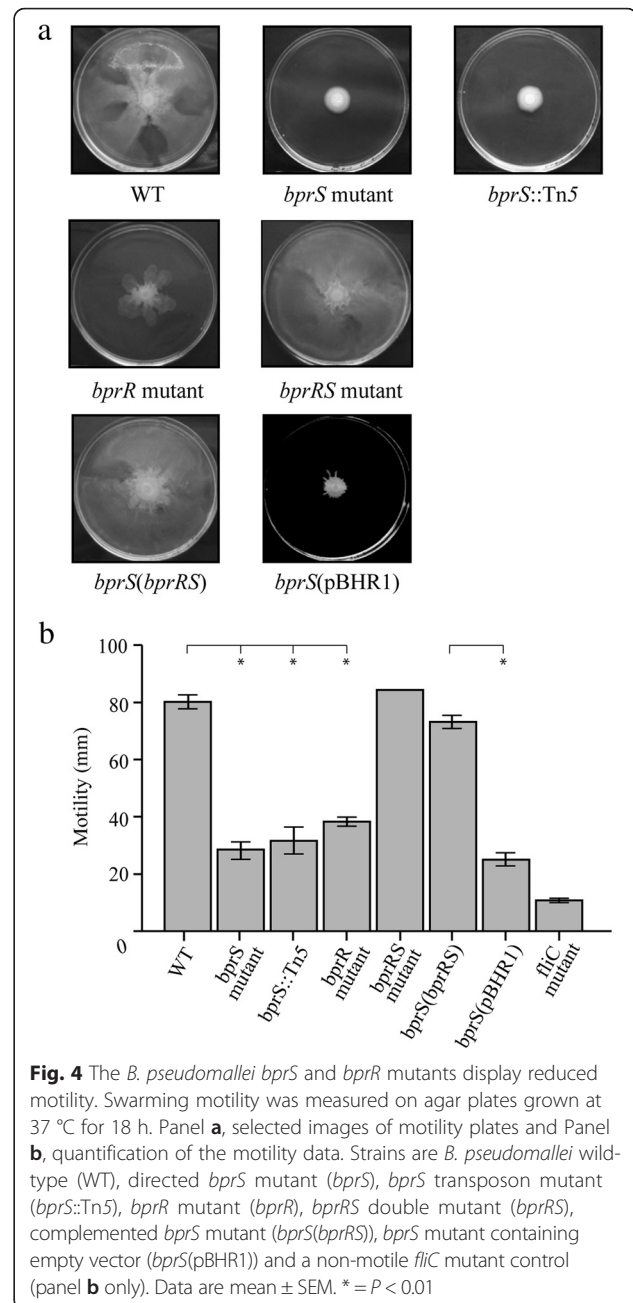 a
WT
bprS mutant
bprS::Tn5
bprR mutant
bprRS mutant
bprS(bprRS)
bprS(pBHR1)
b
100
80
60
40
20
0
Motility (mm)
* * * *
WT
bprS mutant
bprS::Tn5
bprR mutant
bprRS mutant
bprS(bprRS)
bprS(pBHR1)
fliC mutant
Fig. 4 The B. pseudomallei bprS and bprR mutants display reduced
motility. Swarming motility was measured on agar plates grown at
37 °C for 18 h. Panel a, selected images of motility plates and Panel
b, quantification of the motility data. Strains are B. pseudomallei wild-
type (WT), directed bprS mutant (bprS), bprS transposon mutant
(bprS::Tn5), bprR mutant (bprR), bprRS double mutant (bprRS),
complemented bprS mutant (bprS(bprRS)), bprS mutant containing
empty vector (bprS(pBHR1)) and a non-motile fliC mutant control
(panel b only). Data are mean ± SEM. * = P < 0.01